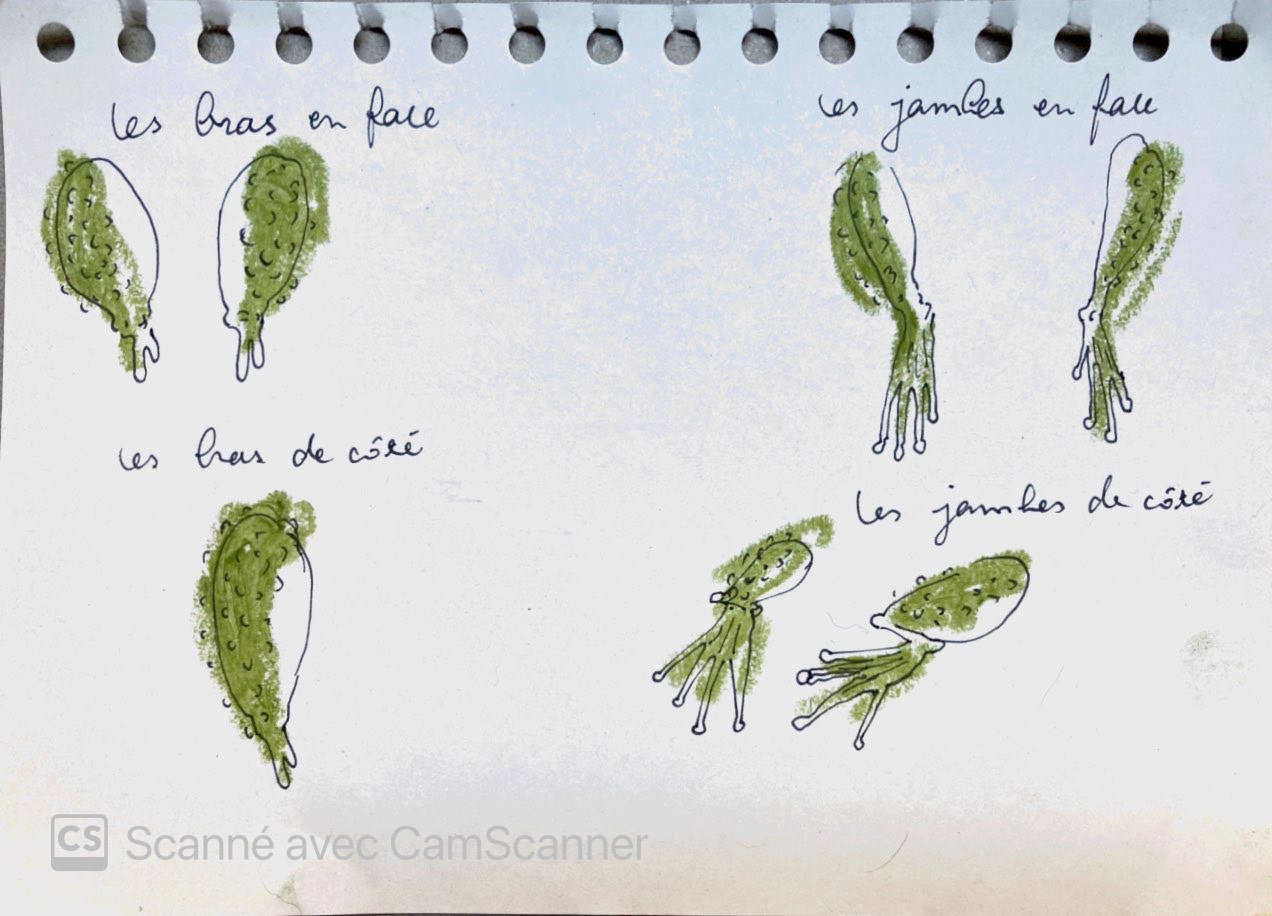 les bras en face
les jambes en face
les bras de côté
les jambes de côté
CS Scanné avec CamScanner